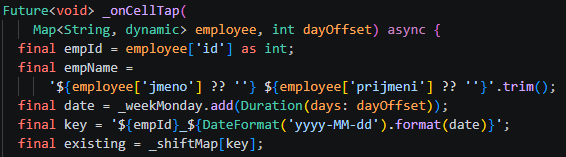 Future<void> _onCellTap(
Map<String, dynamic> employee, int dayOffset) async {
final empId = employee['id'] as int;
final empName =
'${employee['jmeno'] ?? ''} ${employee['prijmeni'] ?? ''}'.trim();
final date = _weekMonday.add(Duration(days: dayOffset));
final key = '${empId}_${DateFormat('yyyy-MM-dd').format(date)}';
final existing = _shiftMap[key];